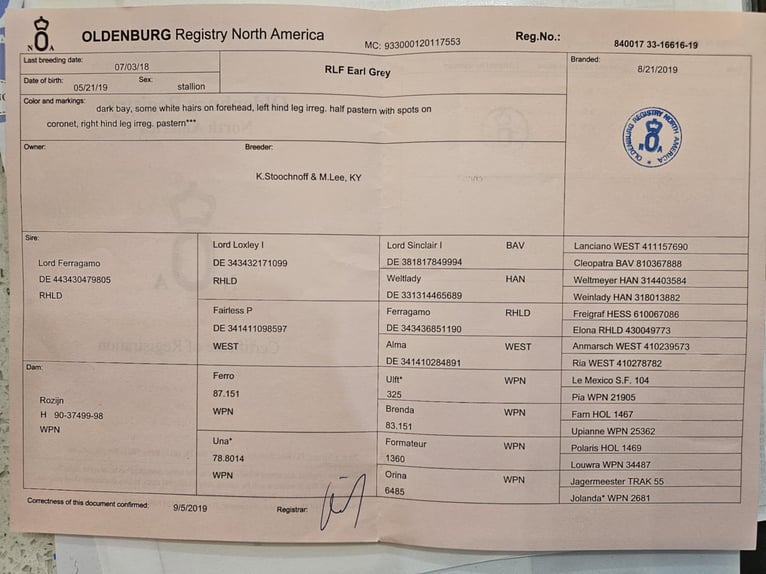 N O A
OLDENBURG Registry North America
MC: 933000120117553
Reg.No.:
840017 33-16616-19
Last breeding date:
07/03/18
RLF Earl Grey
Branded:
8/21/2019
Date of birth:
05/21/19
Sex:
stallion
Color and markings:
dark bay, some white hairs on forehead, left hind leg irreg. half pastern with spots on
coronet, right hind leg irreg. pastern***
OLDENBURG REGISTRY NORTH AMERICA
N O A
Owner:
Breeder:
K.Stoochnoff & M.Lee, KY
Sire:
Lord Ferragamo
DE 443430479805
RHLD
Lord Loxley I
DE 343432171099
RHLD
Fairless P
DE 341411098597
WEST
Lord Sinclair I BAV
DE 381817849994
Weltlady HAN
DE 331314465689
Ferragamo RHLD
DE 343436851190
Alma WEST
DE 341410284891
Lanciano WEST 411157690
Cleopatra BAV 810367888
Weltmeyer HAN 314403584
Weinlady HAN 318013882
Freigraf HESS 610067086
Elona RHLD 430049773
Anmarsch WEST 410239573
Ria WEST 410278782
Dam:
Rozijn
H 90-37499-98
WPN
Ferro
87.151
WPN
Una*
78.8014
WPN
Ulft* WPN
325
Brenda WPN
83.151
Formateur WPN
1360
Orina WPN
6485
Le Mexico S.F. 104
Pia WPN 21905
Farn HOL 1467
Upianne WPN 25362
Polaris HOL 1469
Louwra WPN 34487
Jagermeester TRAK 55
Jolanda* WPN 2681
Correctness of this document confirmed:
9/5/2019
Registrar: